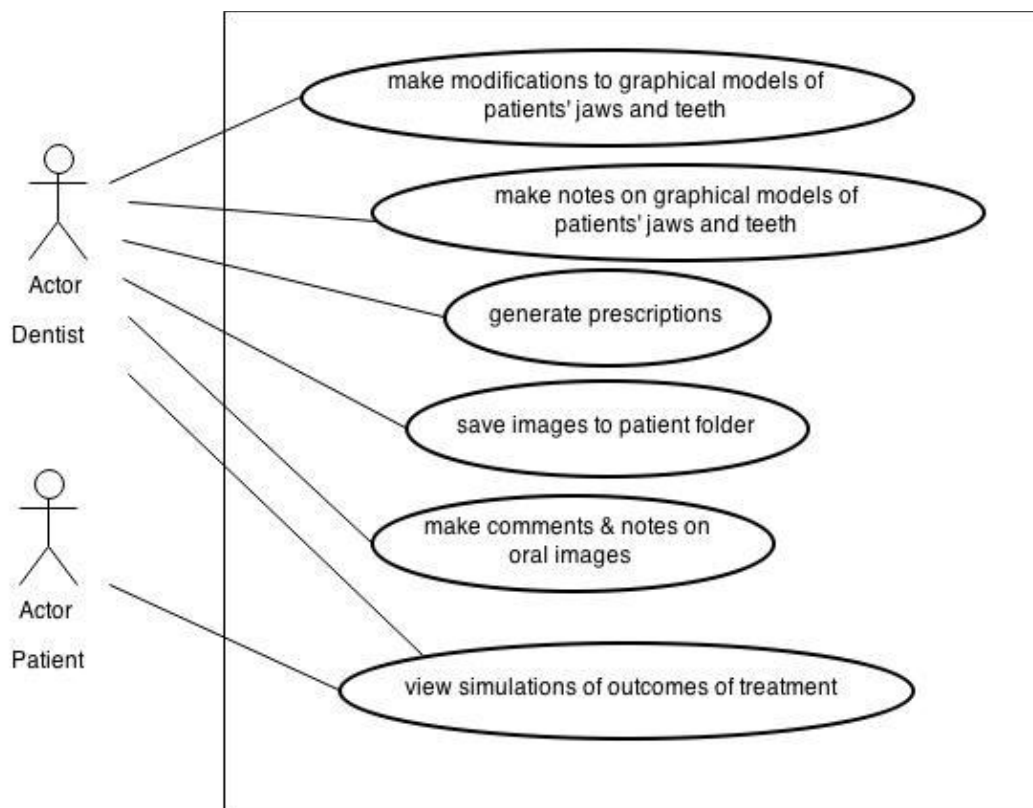 make modifications to graphical models of
patients' jaws and teeth
make notes on graphical models of
patients' jaws and teeth
Actor
Dentist
generate prescriptions
save images to patient folder
make comments & notes on
oral images
Actor
Patient
view simulations of outcomes of treatment